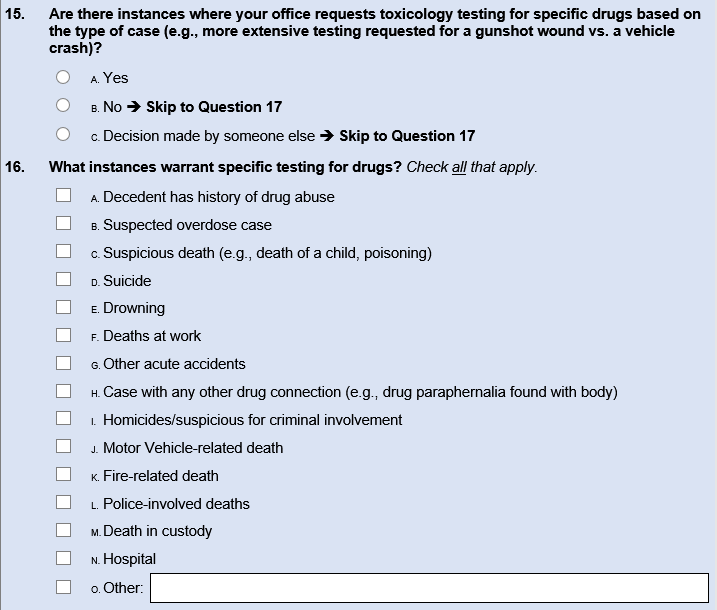 15. Are there instances where your office requests toxicology testing for specific drugs based on
the type of case (e.g., more extensive testing requested for a gunshot wound vs. a vehicle
crash)?
A. Yes
B. No ➔ Skip to Question 17
C. Decision made by someone else ➔ Skip to Question 17
16. What instances warrant specific testing for drugs? Check all that apply.
A. Decedent has history of drug abuse
B. Suspected overdose case
C. Suspicious death (e.g., death of a child, poisoning)
D. Suicide
E. Drowning
F. Deaths at work
G. Other acute accidents
H. Case with any other drug connection (e.g., drug paraphernalia found with body)
I. Homicides/suspicious for criminal involvement
J. Motor Vehicle-related death
K. Fire-related death
L. Police-involved deaths
M. Death in custody
N. Hospital
O. Other: